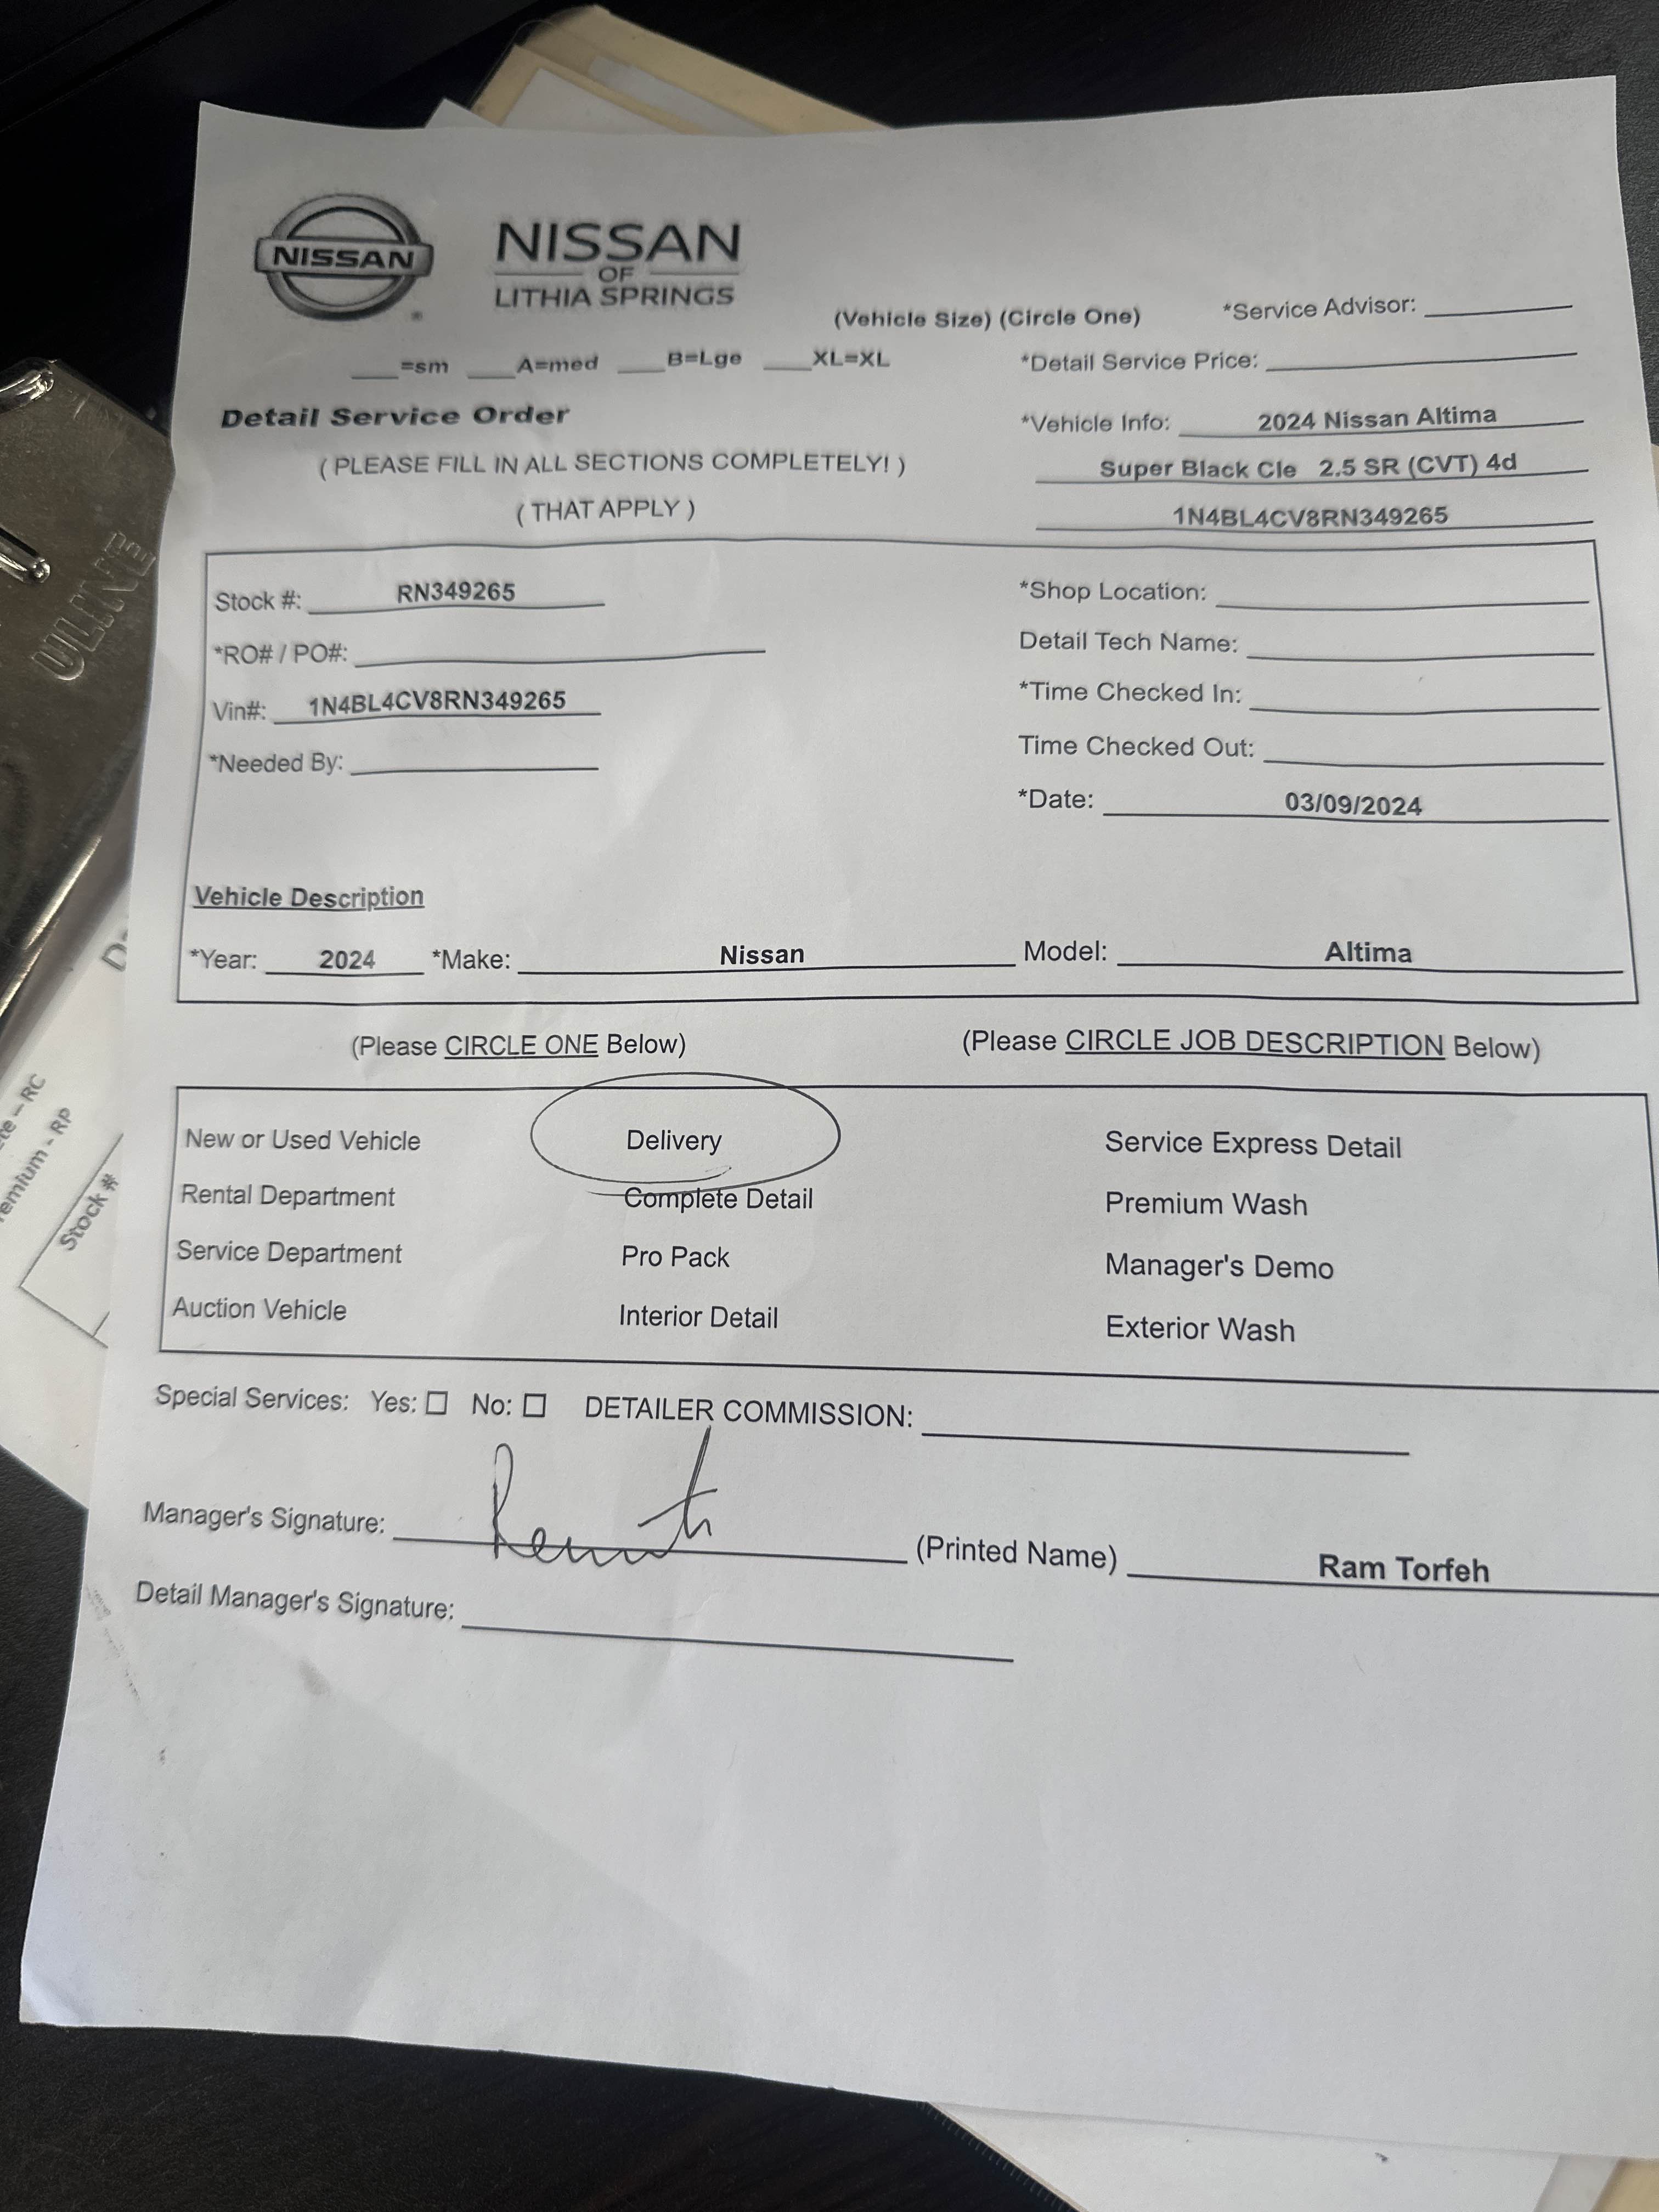 NISSAN
NISSAN
OF
LITHIA SPRINGS
(Vehicle Size) (Circle One)
*Service Advisor:
=sm A=med B=Lge XL=XL
*Detail Service Price:
Detail Service Order
*Vehicle Info: 2024 Nissan Altima
( PLEASE FILL IN ALL SECTIONS COMPLETELY! )
Super Black Cle 2.5 SR (CVT) 4d
( THAT APPLY )
1N4BL4CV8RN349265
Stock #: RN349265
*Shop Location:
*RO# / PO#:
Detail Tech Name:
Vin#: 1N4BL4CV8RN349265
*Time Checked In:
*Needed By:
Time Checked Out:
*Date: 03/09/2024
Vehicle Description
*Year: 2024 *Make: Nissan Model: Altima
(Please CIRCLE ONE Below) (Please CIRCLE JOB DESCRIPTION Below)
New or Used Vehicle Delivery Service Express Detail
Rental Department Complete Detail Premium Wash
Service Department Pro Pack Manager's Demo
Auction Vehicle Interior Detail Exterior Wash
Special Services: Yes: No: DETAILER COMMISSION:
Manager's Signature: (Printed Name) Ram Torfeh
Detail Manager's Signature:
ULINE
RC
RP
Stock #